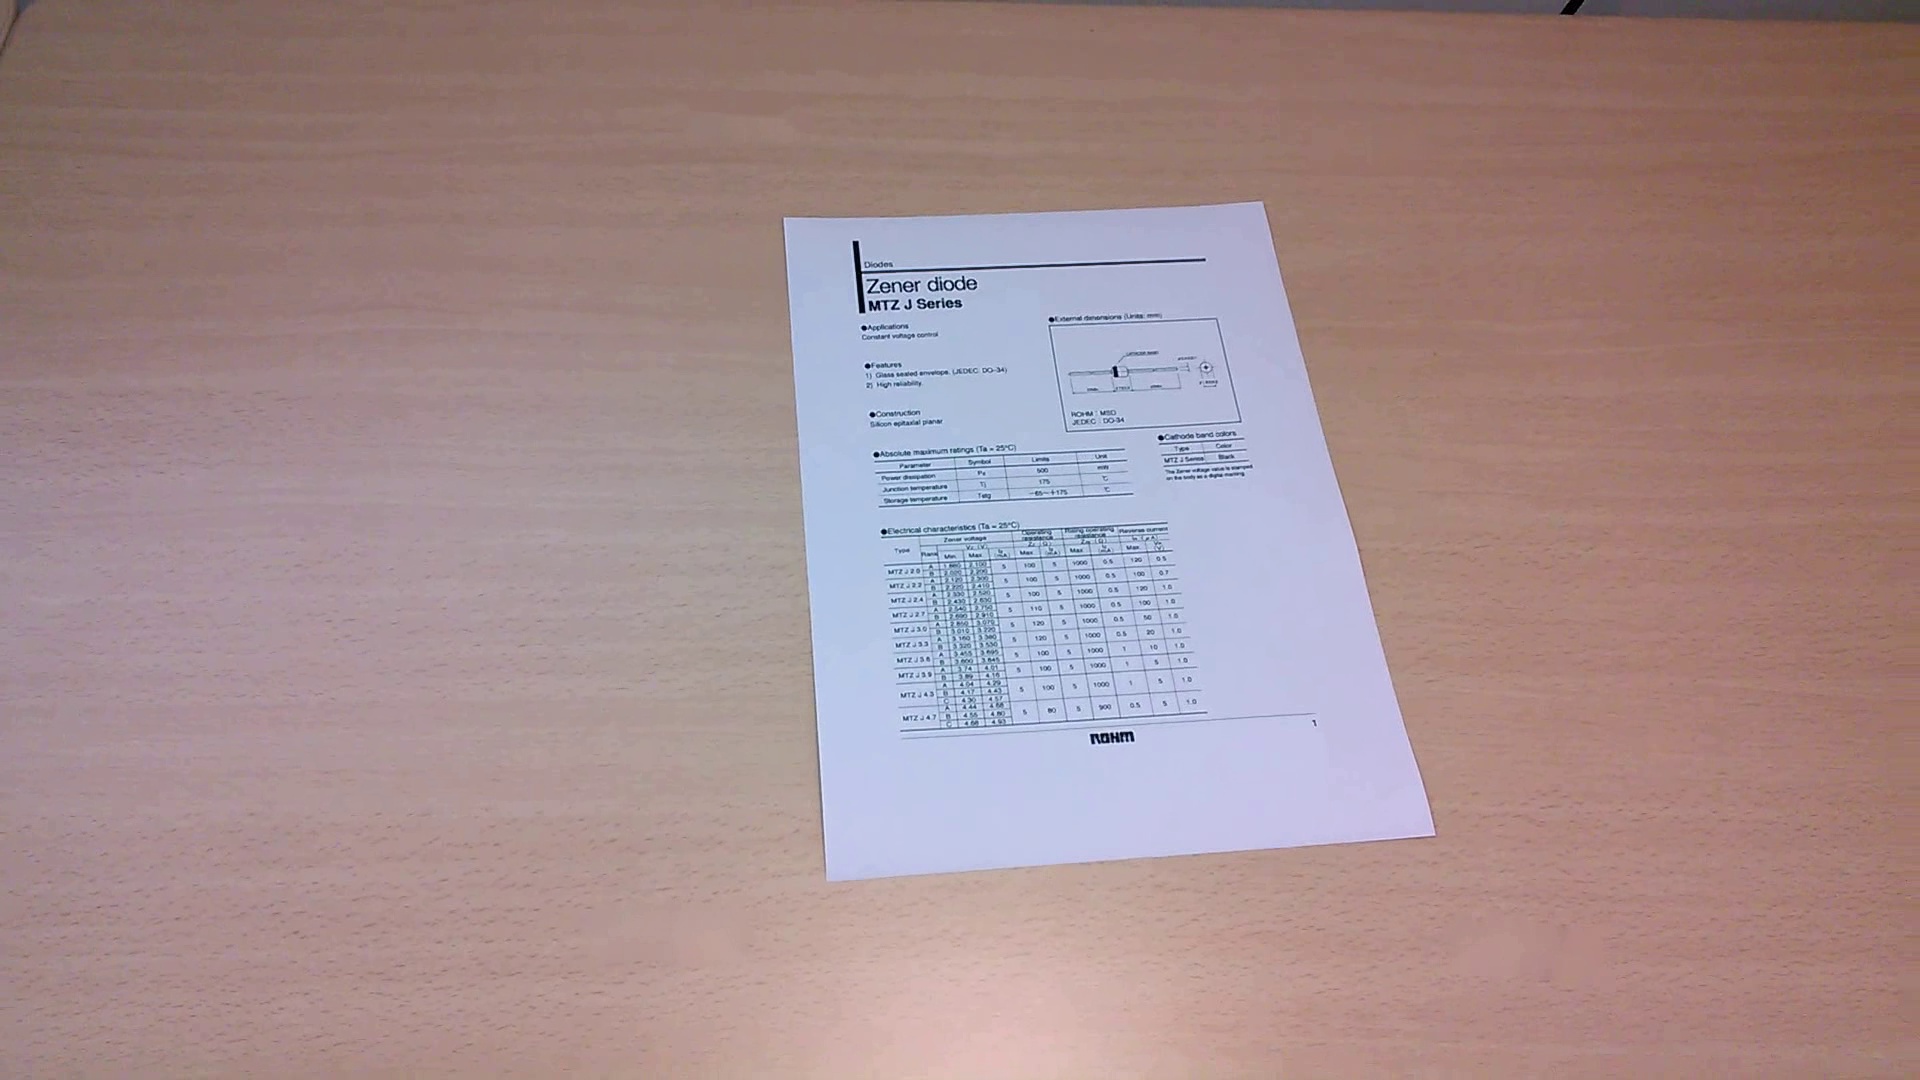 Diodes
Zener diode
MTZ J Series
●Applications
Constant voltage control
●Features
1) Glass sealed envelope. (JEDEC: DO-34)
2) High reliability.
●Construction
Silicon epitaxial planar
●External dimensions (Units: mm)
CATHODE BAND
ROHM : MSD
JEDEC : DO-34
●Absolute maximum ratings (Ta = 25°C)
Parameter Symbol Limits Unit
Power dissipation 500 mW
Junction temperature Tj 175 °C
Storage temperature Tstg −65~+175 °C
●Cathode band colors
Type Color
MTZ J Series Black
The Zener voltage value is stamped
on the body as a digital marking.
●Electrical characteristics (Ta = 25°C)
Type Rank Zener voltage Operating resistance Rising operating resistance Reverse current
Min. Max. Max. Max. Max.
MTZ J 2.0 A 1.880 2.100 5 100 5 1000 0.5 120 0.5
B 2.020 2.200
MTZ J 2.2 A 2.120 2.300 5 100 5 1000 0.5 100 0.7
B 2.220 2.410
MTZ J 2.4 A 2.330 2.520 5 100 5 1000 0.5 120 1.0
B 2.430 2.630
MTZ J 2.7 A 2.540 2.750 5 110 5 1000 0.5 100 1.0
B 2.690 2.910
MTZ J 3.0 A 2.850 3.070 5 120 5 1000 0.5 50 1.0
B 3.010 3.220
MTZ J 3.3 A 3.160 3.380 5 120 5 1000 0.5 20 1.0
B 3.320 3.530
MTZ J 3.6 A 3.455 3.695 5 100 5 1000 1 10 1.0
B 3.600 3.845
MTZ J 3.9 A 3.74 4.01 5 100 5 1000 1 5 1.0
B 3.89 4.16
MTZ J 4.3 A 4.04 4.29 5 100 5 1000 1 5 1.0
B 4.17 4.43
C 4.30 4.57
MTZ J 4.7 A 4.44 4.68 5 80 5 900 0.5 5 1.0
B 4.55 4.80
C 4.68 4.93
ROHM
1